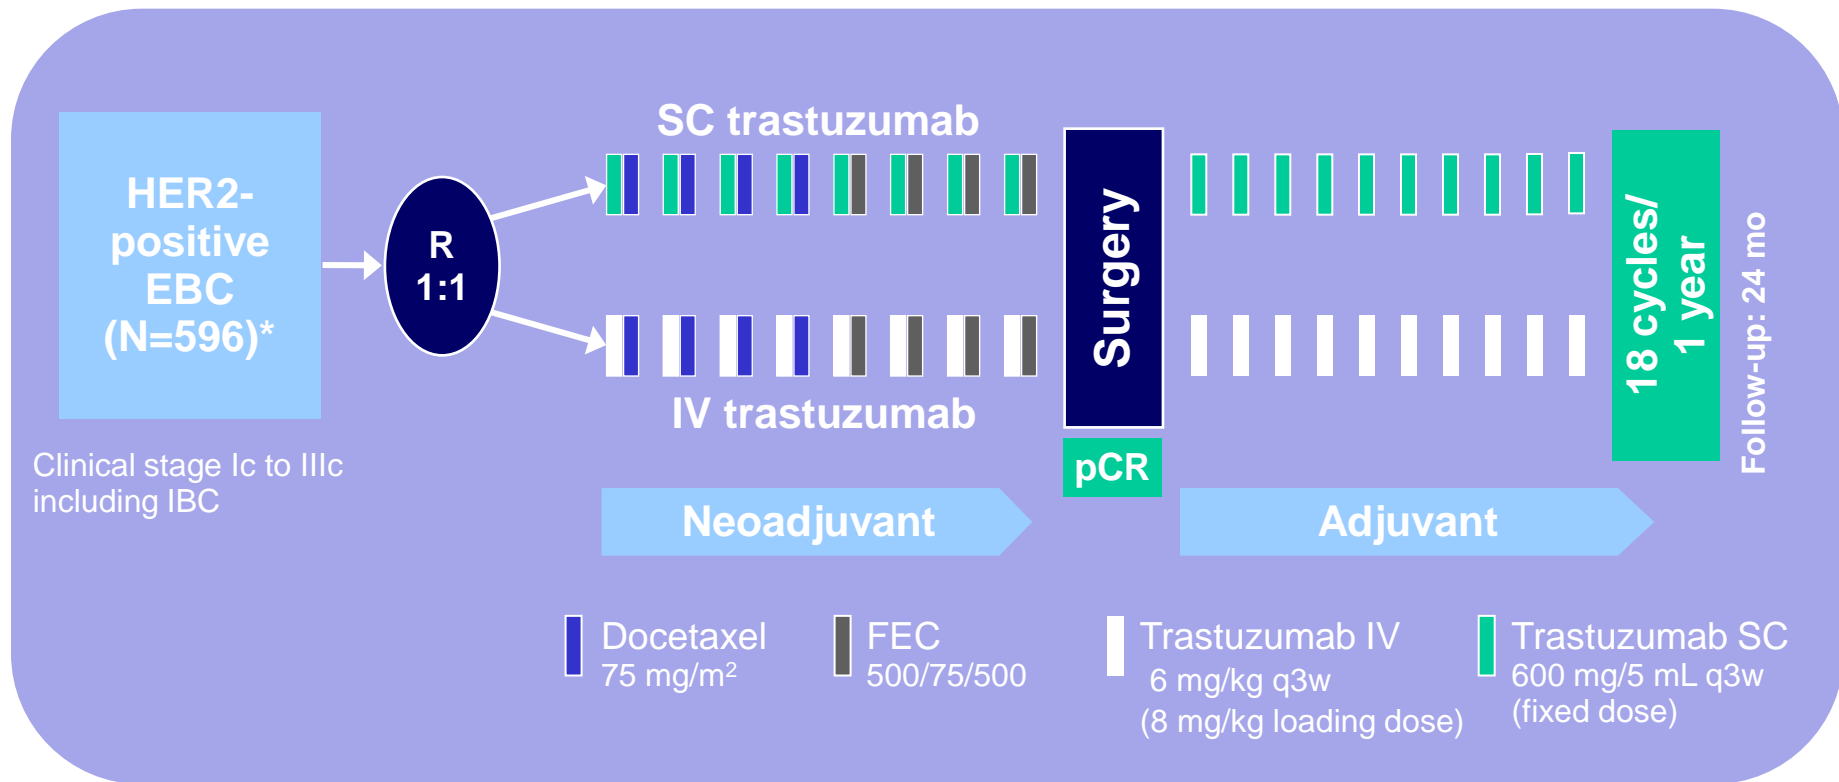 HER2-
positive
EBC
(N=596)*
Clinical stage Ic to IIIc
including IBC
R
1:1
SC trastuzumab
IV trastuzumab
Surgery
pCR
18 cycles/
1 year
Follow-up: 24 mo
Neoadjuvant
Adjuvant
Docetaxel
75 mg/m²
FEC
500/75/500
Trastuzumab IV
6 mg/kg q3w
(8 mg/kg loading dose)
Trastuzumab SC
600 mg/5 mL q3w
(fixed dose)